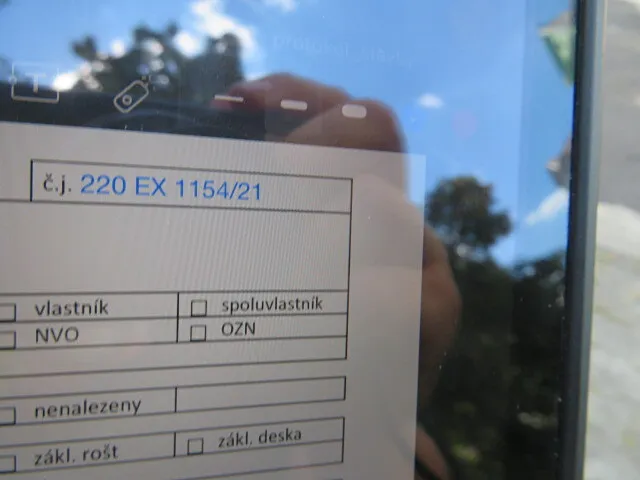 T
č.j. 220 EX 1154/21
vlastník
spoluvlastník
NVO
OZN
nenalezeny
zákl. rošt
zákl. deska